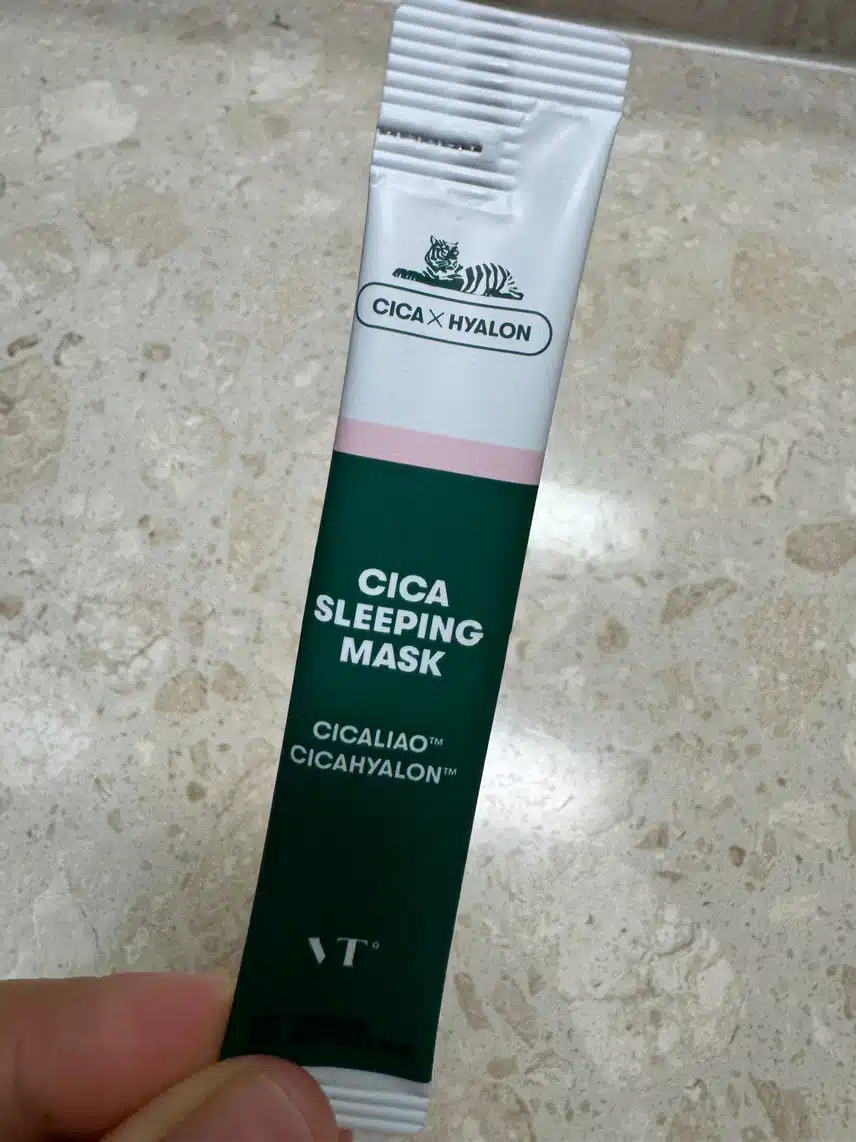 CICA X HYALON
CICA
SLEEPING
MASK
CICALIAO™
CICAHYALON™
VT°